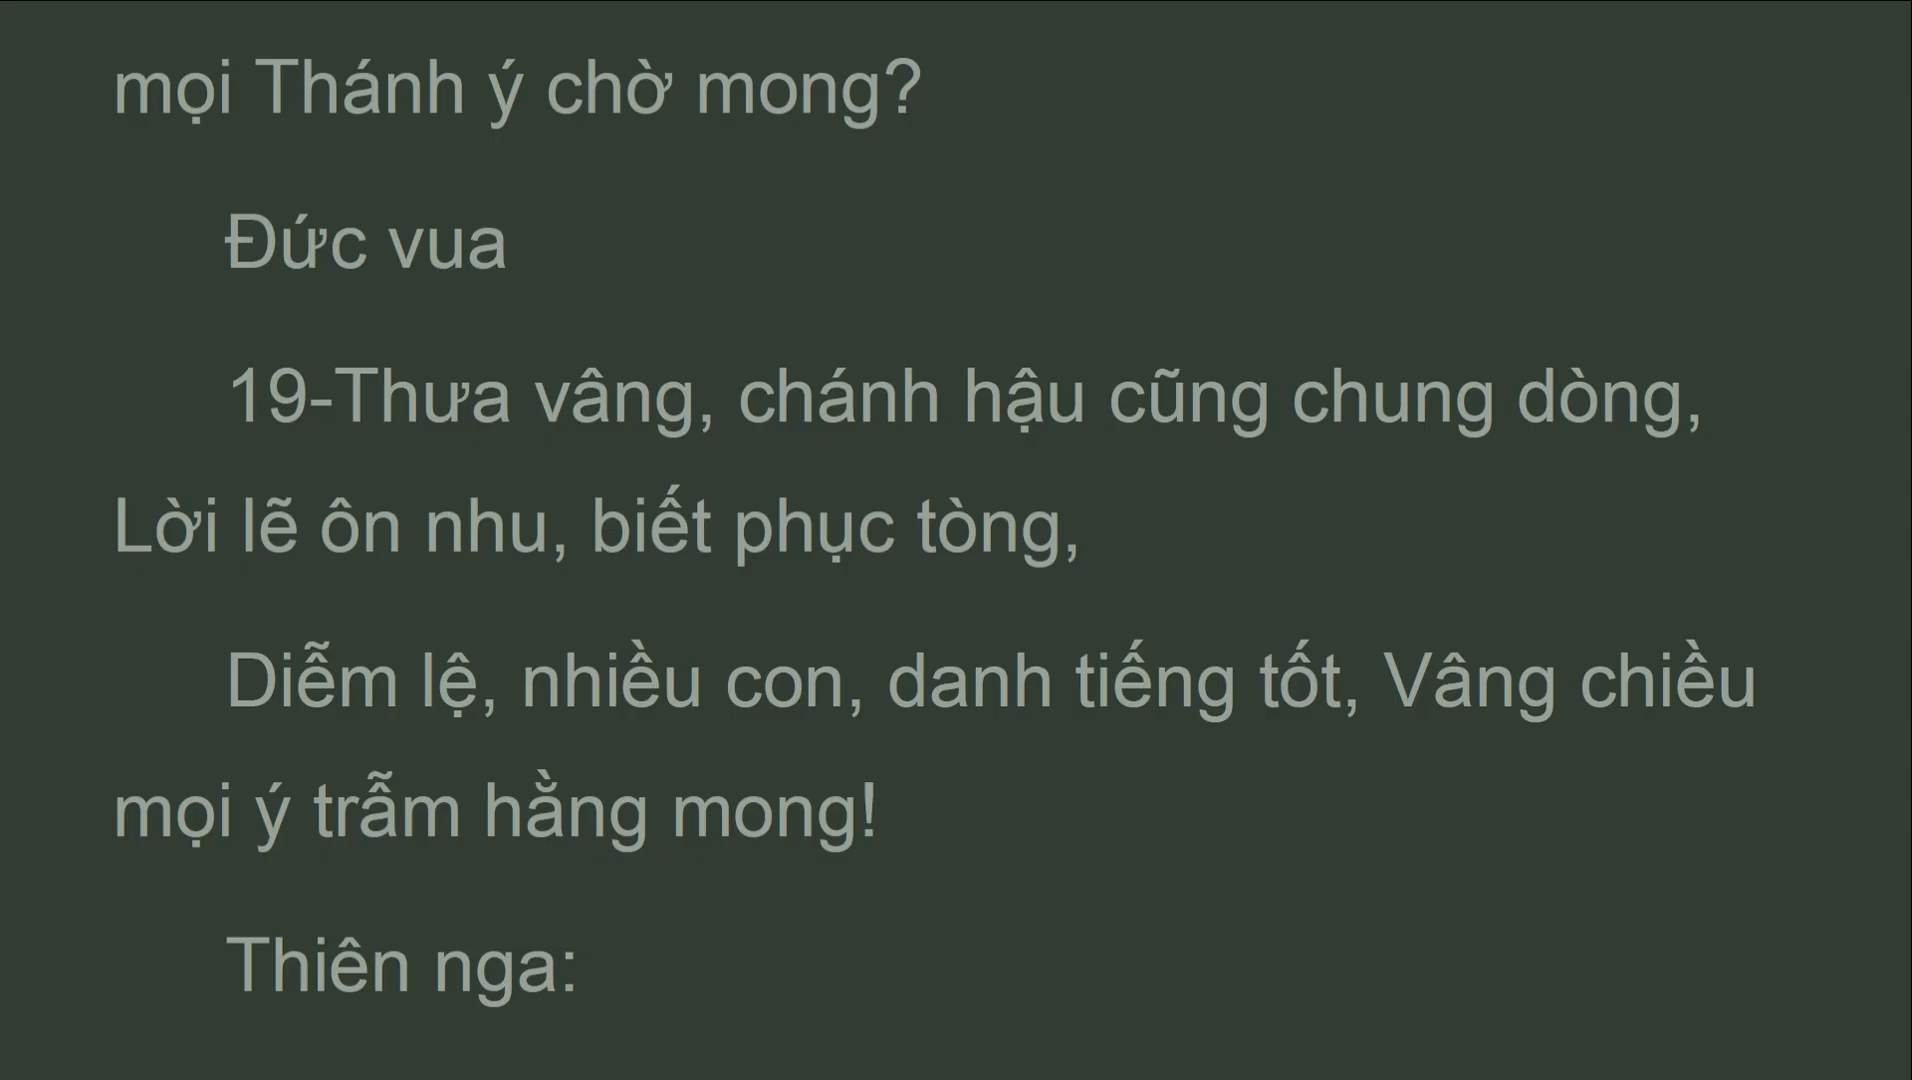 mọi Thánh ý chờ mong?
Đức vua
19-Thưa vâng, chánh hậu cũng chung dòng,
Lời lẽ ôn nhu, biết phục tòng,
Diễm lệ, nhiều con, danh tiếng tốt, Vâng chiều
mọi ý trẫm hằng mong!
Thiên nga: